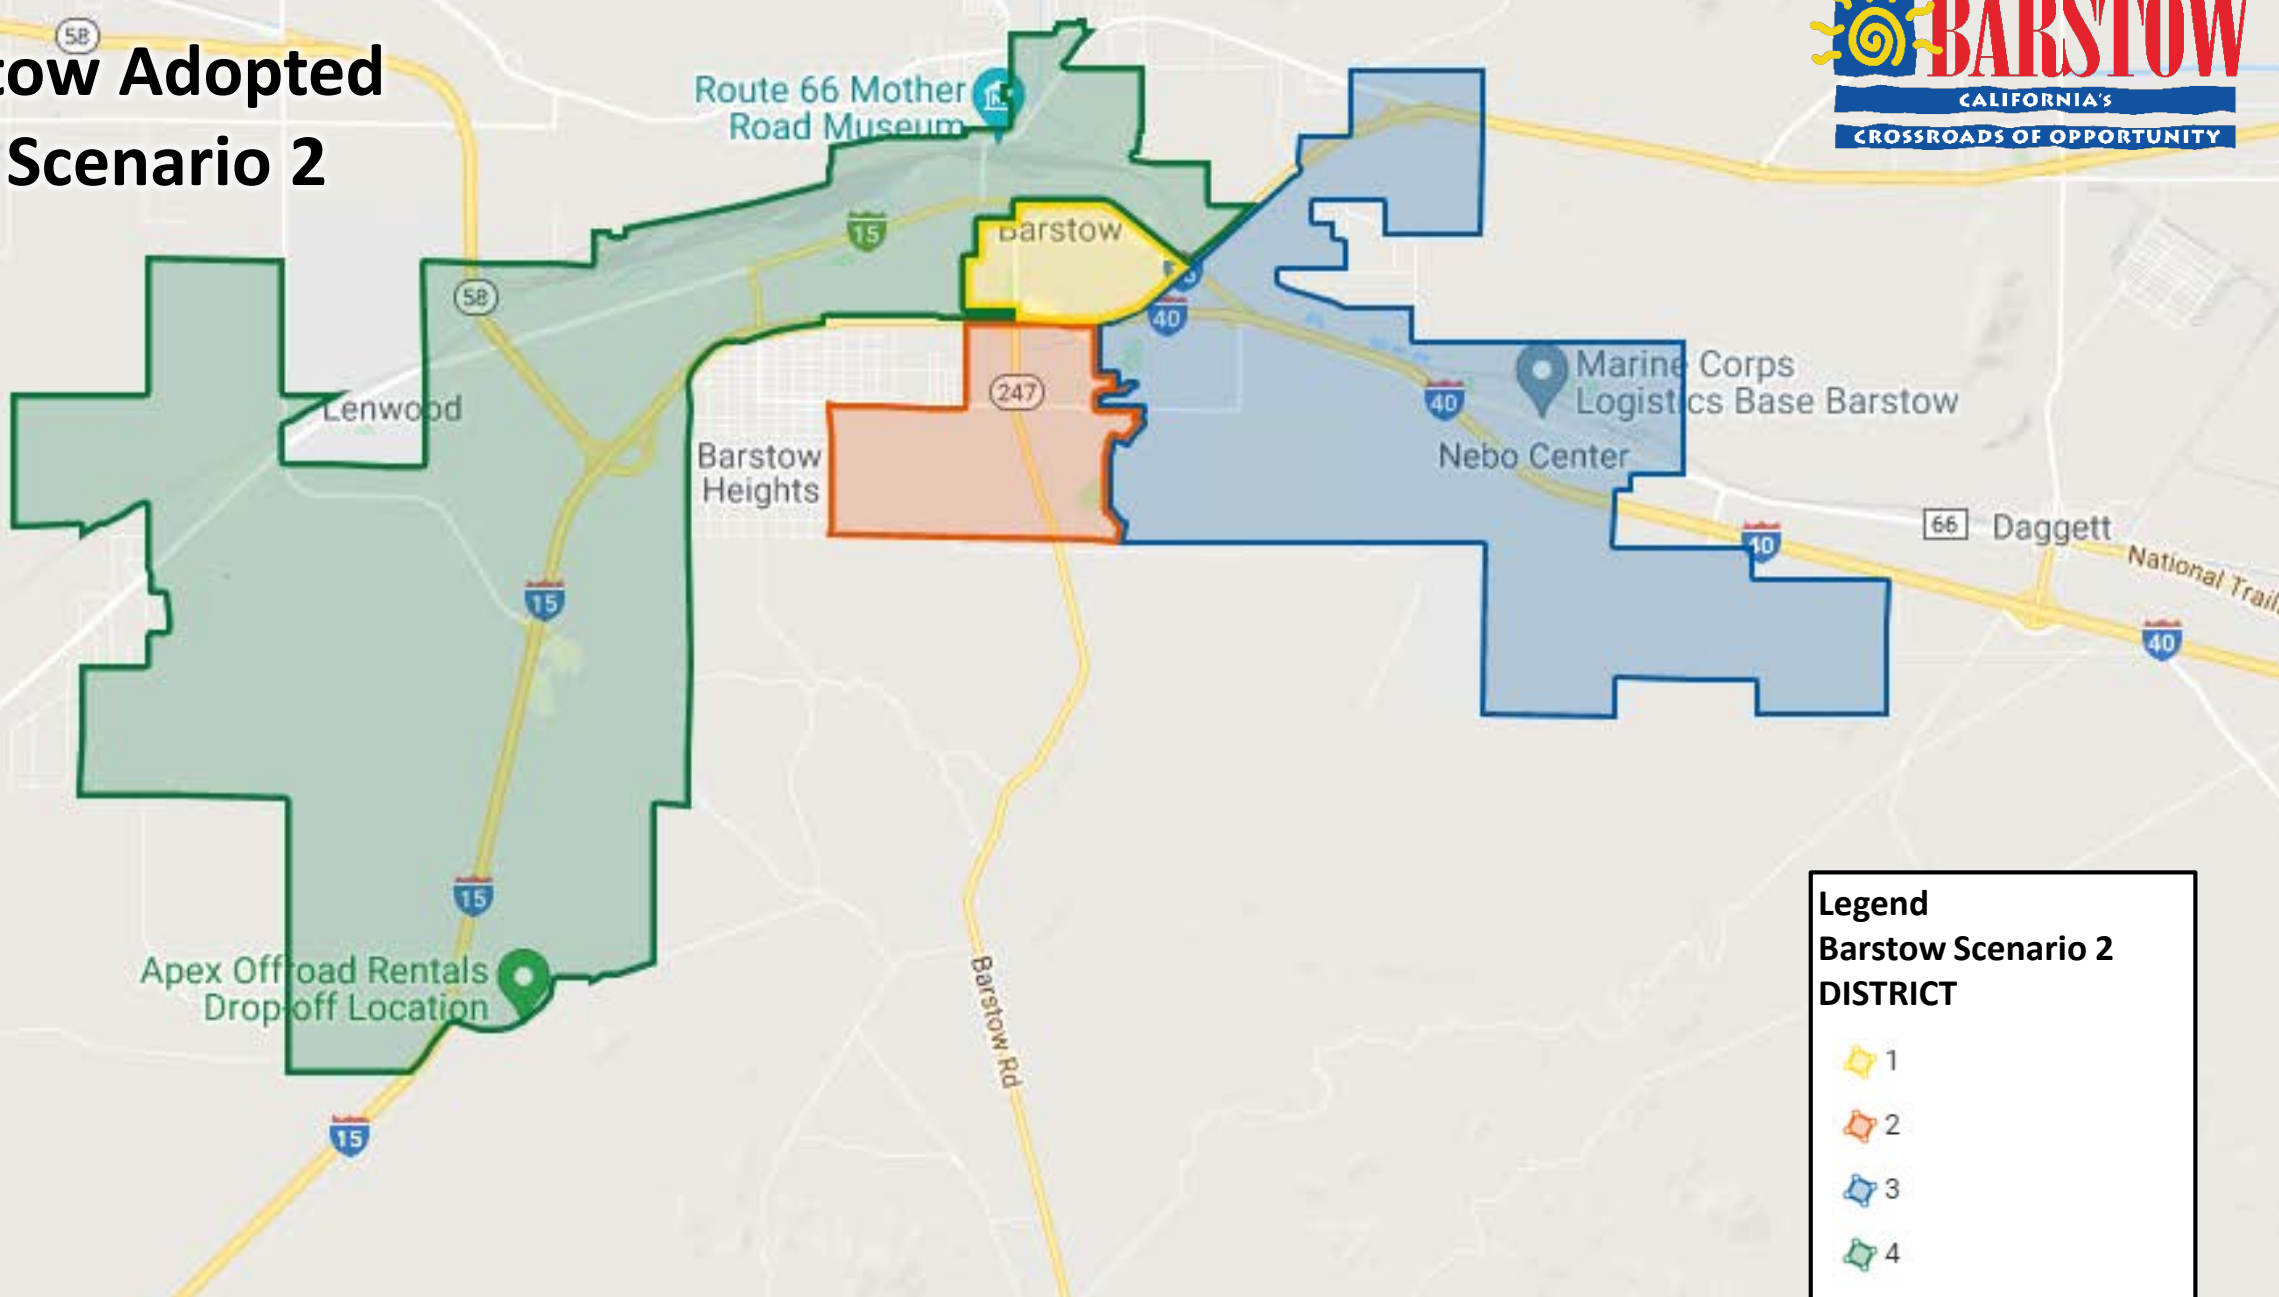 58
tow Adopted
Scenario 2
BARSTOW
CALIFORNIA'S
CROSSROADS OF OPPORTUNITY
Route 66 Mother
Road Museum
15
Barstow
58
40
247
Lenwood
Marine Corps
Logistics Base Barstow
40
Nebo Center
Barstow
Heights
66 Daggett
40
National Trail
15
40
15
Apex Offroad Rentals
Drop off Location
Barstow Rd
15
Legend
Barstow Scenario 2
DISTRICT
1
2
3
4